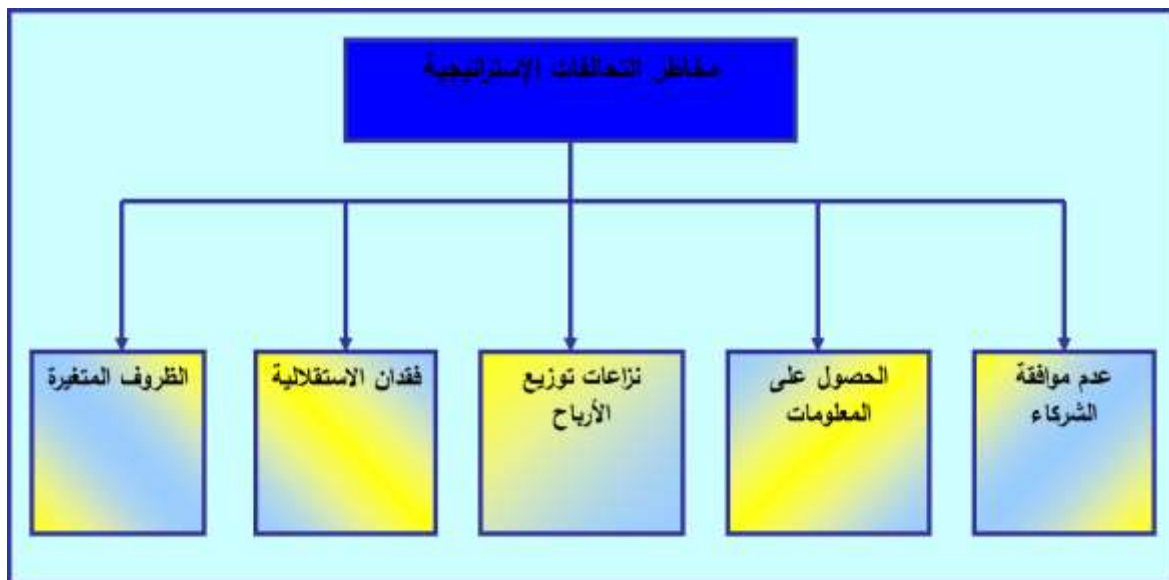 مخاطر التحالفات الإستراتيجية
عدم موافقة
الشركاء
الحصول على
المعلومات
نزاعات توزيع
الأرباح
فقدان الاستقلالية
الظروف المتغيرة